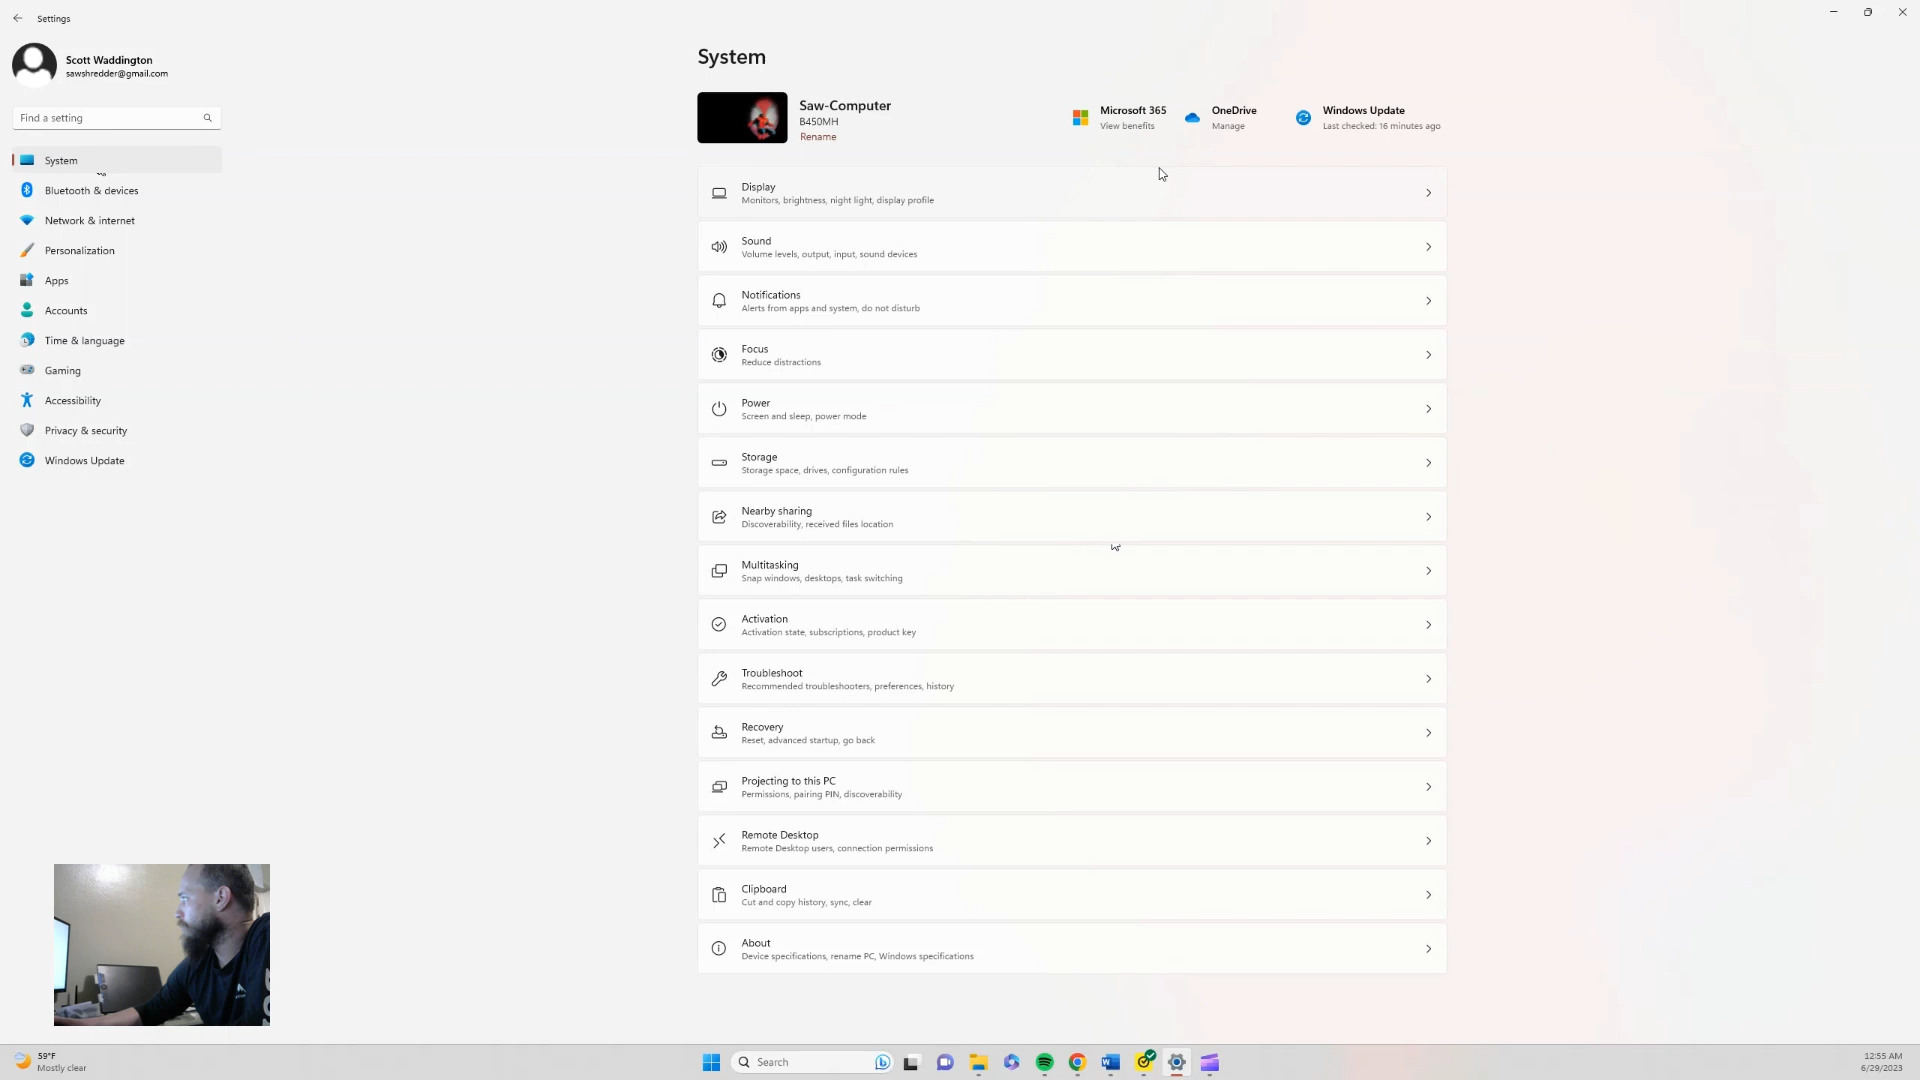 Settings
Scott Waddington
sawshredder@gmail.com
Find a setting
System
Bluetooth & devices
Network & internet
Personalization
Apps
Accounts
Time & language
Gaming
Accessibility
Privacy & security
Windows Update
System
Saw-Computer
B450MH
Rename
Microsoft 365
View benefits
OneDrive
Manage
Windows Update
Last checked: 16 minutes ago
Display
Monitors, brightness, night light, display profile
Sound
Volume levels, output, input, sound devices
Notifications
Alerts from apps and system, do not disturb
Focus
Reduce distractions
Power
Screen and sleep, power mode
Storage
Storage space, drives, configuration rules
Nearby sharing
Discoverability, received files location
Multitasking
Snap windows, desktops, task switching
Activation
Activation state, subscriptions, product key
Troubleshoot
Recommended troubleshooters, preferences, history
Recovery
Reset, advanced startup, go back
Projecting to this PC
Permissions, pairing PIN, discoverability
Remote Desktop
Remote Desktop users, connection permissions
Clipboard
Cut and copy history, sync, clear
About
Device specifications, rename PC, Windows specifications
59°F
Mostly clear
Search
12:55 AM
6/29/2023